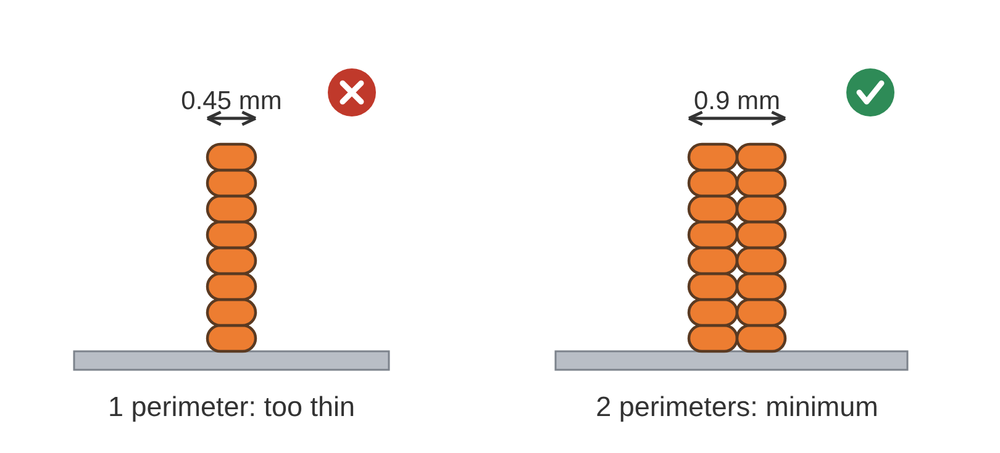 0.45 mm
0.9 mm
1 perimeter: too thin
2 perimeters: minimum